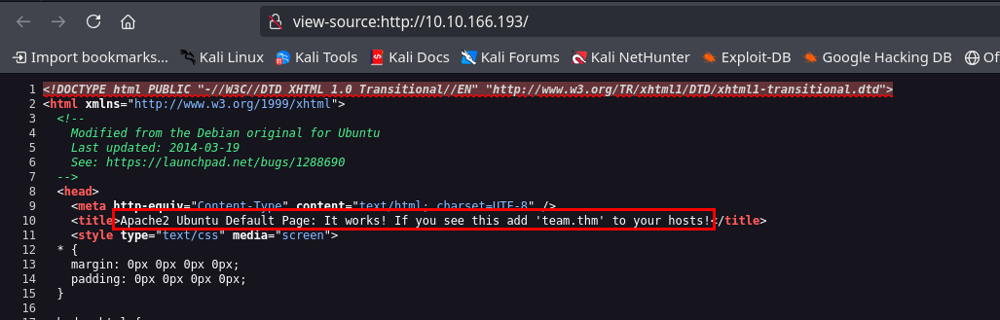 view-source:http://10.10.166.193/
Import bookmarks... Kali Linux Kali Tools Kali Docs Kali Forums Kali NetHunter Exploit-DB Google Hacking DB
1 <!DOCTYPE html PUBLIC "-//W3C//DTD XHTML 1.0 Transitional//EN" "http://www.w3.org/TR/xhtml1/DTD/xhtml1-transitional.dtd">
2 <html xmlns="http://www.w3.org/1999/xhtml">
3 <!--
4 Modified from the Debian original for Ubuntu
5 Last updated: 2014-03-19
6 See: https://launchpad.net/bugs/1288690
7 -->
8 <head>
9 <meta http-equiv="Content-Type" content="text/html; charset=UTF-8" />
10 <title>Apache2 Ubuntu Default Page: It works! If you see this add 'team.thm' to your hosts!</title>
11 <style type="text/css" media="screen">
12 * {
13 margin: 0px 0px 0px 0px;
14 padding: 0px 0px 0px 0px;
15 }
16